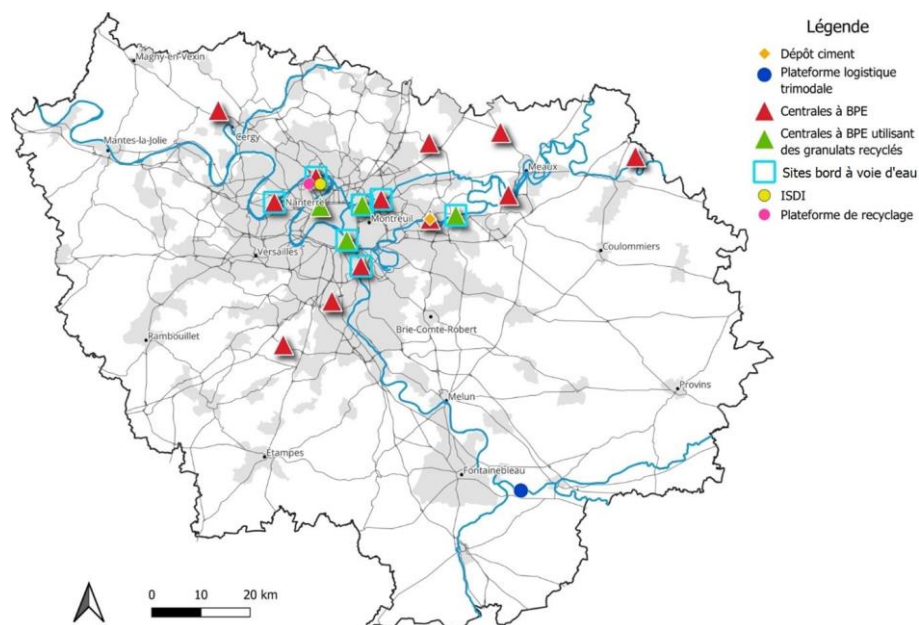 Légende
Dépôt ciment
Plateforme logistique
trimodale
Centrales à BPE
Centrales à BPE utilisant
des granulats recyclés
Sites bord à voie d'eau
ISDI
Plateforme de recyclage
Magny-en-Vexin
Cergy
Mantes-la-Jolie
Meaux
Nanterre
Montreuil
Coulommiers
Versailles
Brie-Comte-Robert
Rambouillet
Provins
Melun
Étampes
Fontainebleau
0 10 20 km